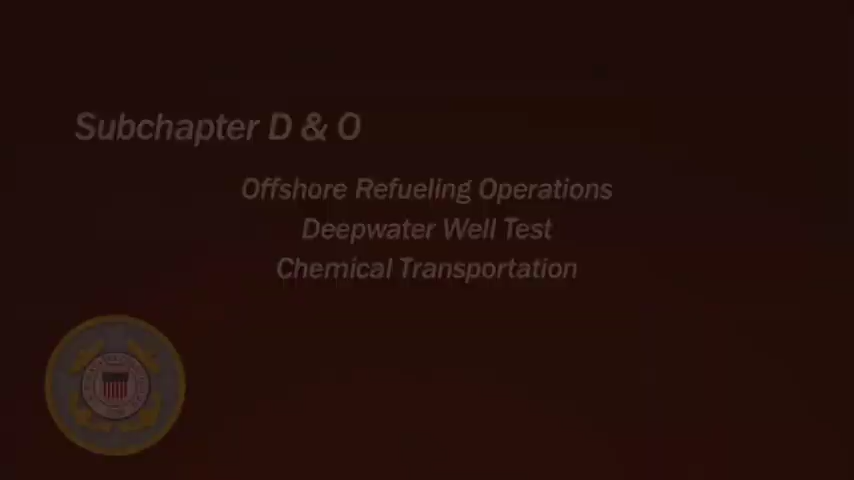 Subchapter D & O
Offshore Refueling Operations
Deepwater Well Test
Chemical Transportation